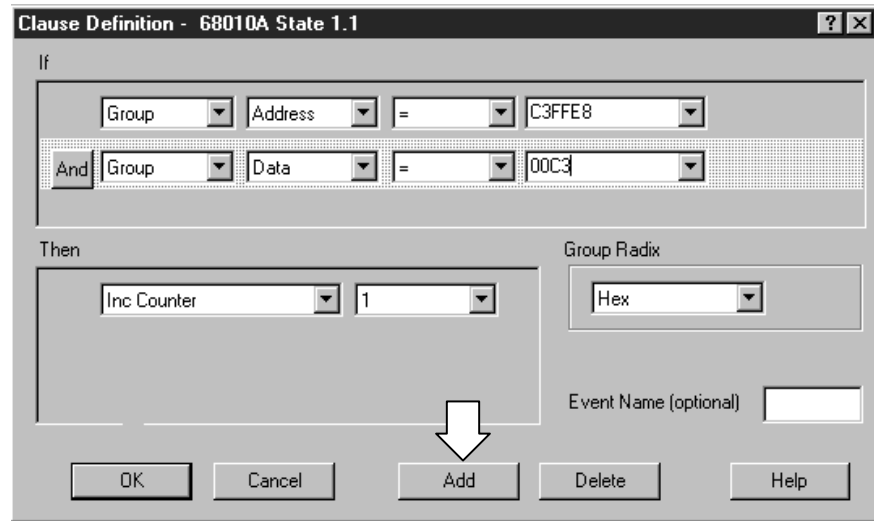 Clause Definition - 68010A State 1.1
If
Group Address = C3FFE8
And Group Data = 00C3
Then
Group Radix
Inc Counter 1
Hex
Event Name (optional)
OK Cancel Add Delete Help